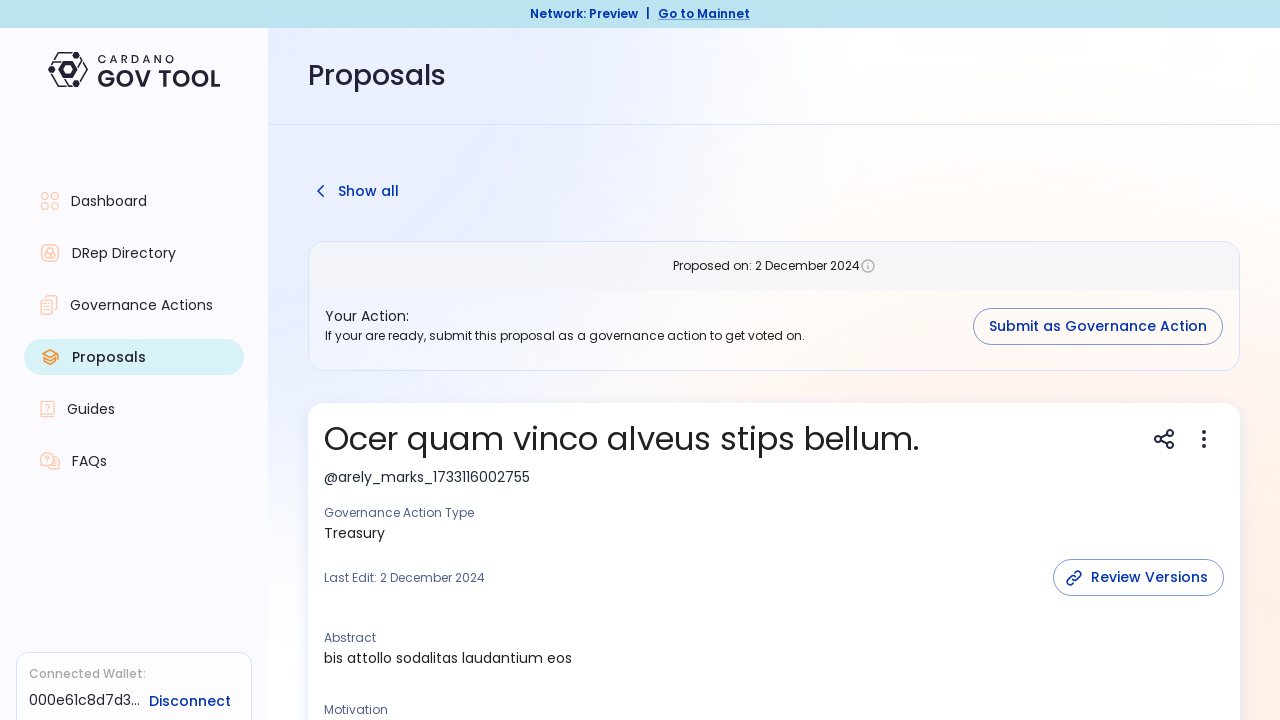 Network: Preview | Go to Mainnet
CARDANO
GOV TOOL
Dashboard
DRep Directory
Governance Actions
Proposals
Guides
FAQs
Connected Wallet:
000e61c8d7d3... Disconnect
Proposals
Show all
Proposed on: 2 December 2024
Your Action:
If you are ready, submit this proposal as a governance action to get voted on.
Submit as Governance Action
Ocer quam vinco alveus stips bellum.
@arely_marks_1733116002755
Governance Action Type
Treasury
Last Edit: 2 December 2024
Review Versions
Abstract
bis attollo sodalitas laudantium eos
Motivation